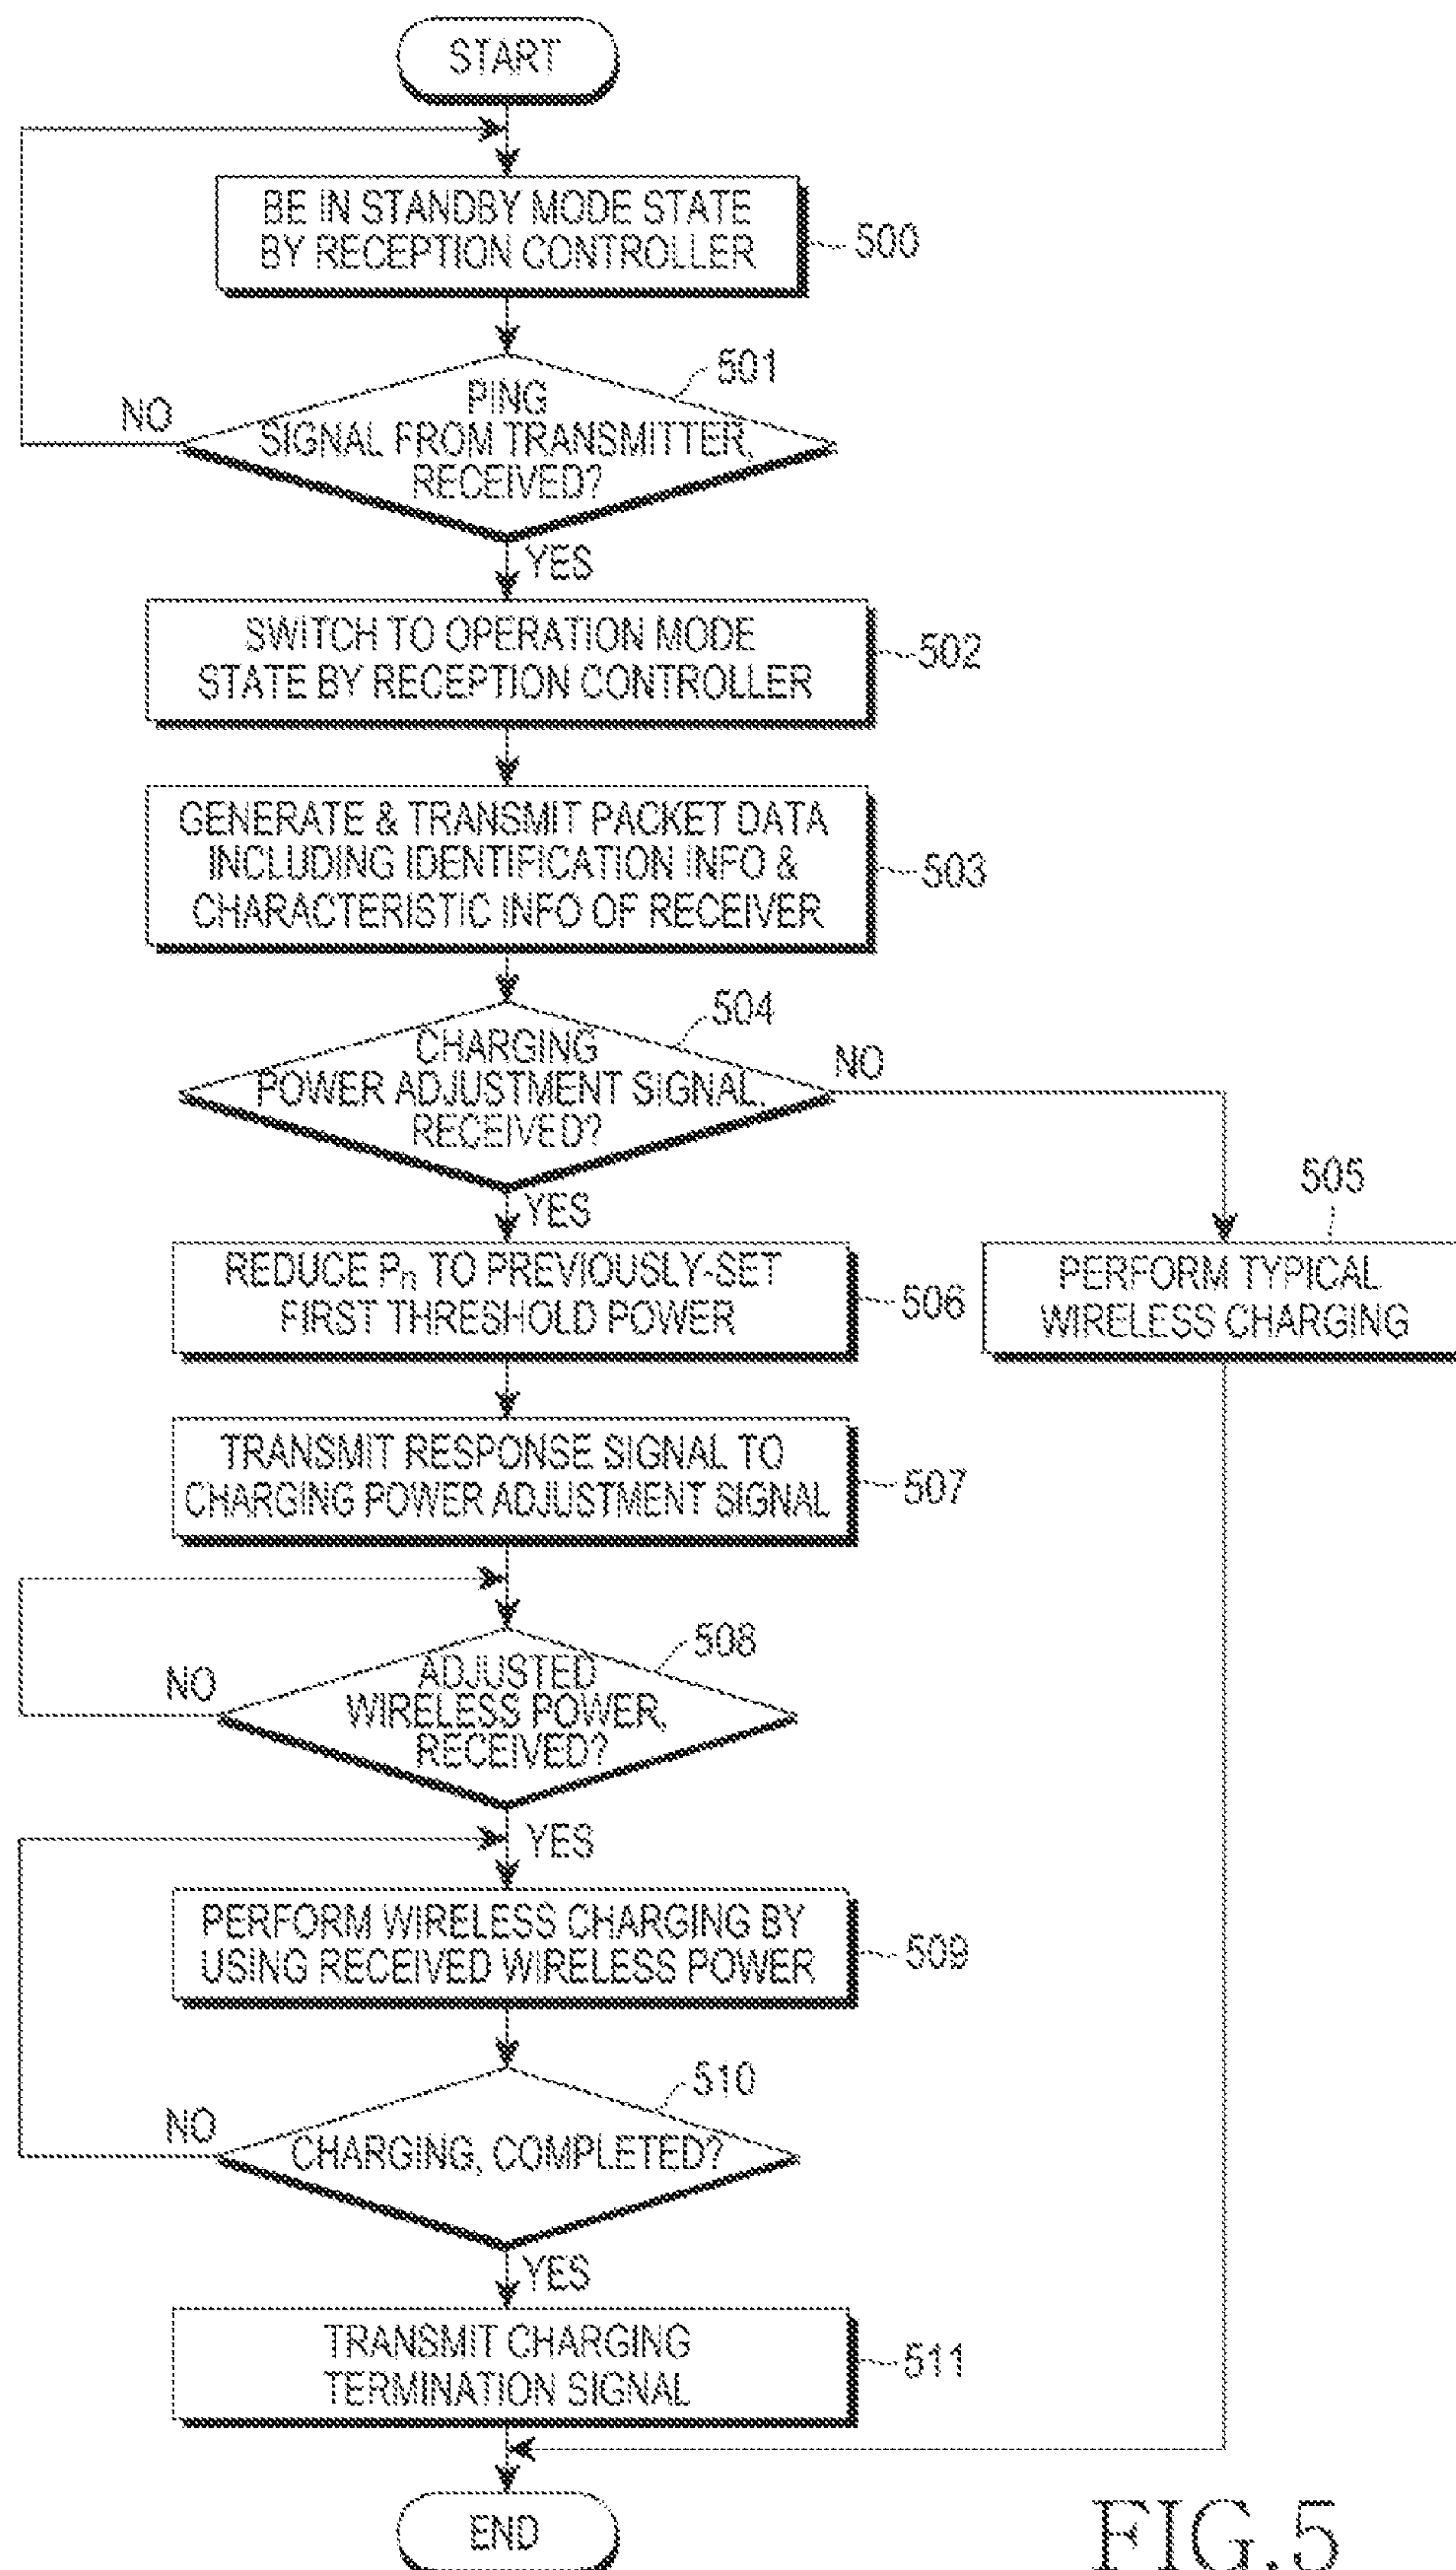 START
BE IN STANDBY MODE STATE
BY RECEPTION CONTROLLER
500
501
PING
SIGNAL FROM TRANSMITTER,
RECEIVED?
NO
YES
SWITCH TO OPERATION MODE
STATE BY RECEPTION CONTROLLER
502
GENERATE & TRANSMIT PACKET DATA
INCLUDING IDENTIFICATION INFO &
CHARACTERISTIC INFO OF RECEIVER
503
504
CHARGING
POWER ADJUSTMENT SIGNAL,
RECEIVED?
NO
YES
505
PERFORM TYPICAL
WIRELESS CHARGING
REDUCE Pn TO PREVIOUSLY-SET
FIRST THRESHOLD POWER
506
TRANSMIT RESPONSE SIGNAL TO
CHARGING POWER ADJUSTMENT SIGNAL
507
508
ADJUSTED
WIRELESS POWER,
RECEIVED?
NO
YES
PERFORM WIRELESS CHARGING BY
USING RECEIVED WIRELESS POWER
509
510
CHARGING, COMPLETED?
NO
YES
TRANSMIT CHARGING
TERMINATION SIGNAL
511
END
FIG.5